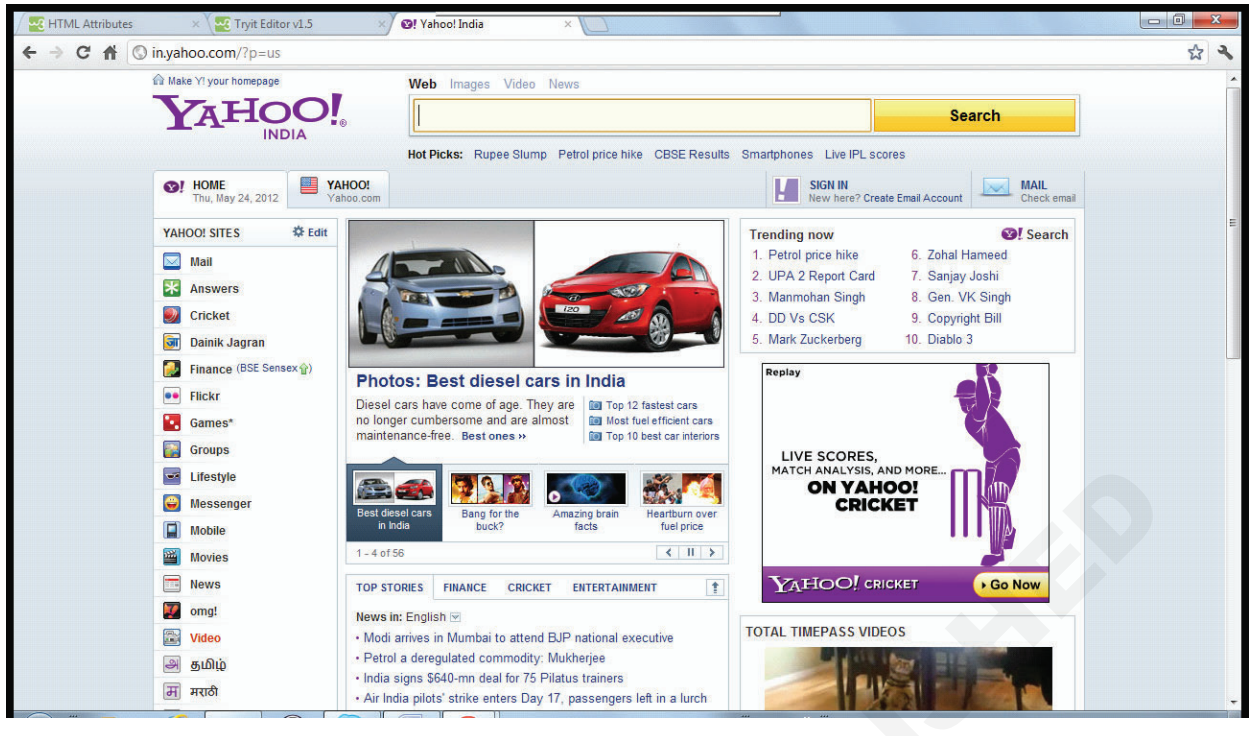 HTML Attributes
Tryit Editor v1.5
Yahoo! India
in.yahoo.com/?p=us
Make Y! your homepage
YAHOO!®
INDIA
Web Images Video News
Search
Hot Picks: Rupee Slump Petrol price hike CBSE Results Smartphones Live IPL scores
HOME
Thu, May 24, 2012
YAHOO!
Yahoo.com
SIGN IN
New here? Create Email Account
MAIL
Check email
YAHOO! SITES Edit
Mail
Answers
Cricket
Dainik Jagran
Finance (BSE Sensex)
Flickr
Games*
Groups
Lifestyle
Messenger
Mobile
Movies
News
omg!
Video
அ தமிழ்
म मराठी
i20
Photos: Best diesel cars in India
Diesel cars have come of age. They are
no longer cumbersome and are almost
maintenance-free. Best ones »
Top 12 fastest cars
Most fuel efficient cars
Top 10 best car interiors
Best diesel cars
in India
Bang for the
buck?
Amazing brain
facts
Heartburn over
fuel price
1 - 4 of 56
TOP STORIES FINANCE CRICKET ENTERTAINMENT
News in: English
• Modi arrives in Mumbai to attend BJP national executive
• Petrol a deregulated commodity: Mukherjee
• India signs $640-mn deal for 75 Pilatus trainers
• Air India pilots' strike enters Day 17, passengers left in a lurch
Trending now Y! Search
1. Petrol price hike
2. UPA 2 Report Card
3. Manmohan Singh
4. DD Vs CSK
5. Mark Zuckerberg
6. Zohal Hameed
7. Sanjay Joshi
8. Gen. VK Singh
9. Copyright Bill
10. Diablo 3
Replay
LIVE SCORES,
MATCH ANALYSIS, AND MORE...
ON YAHOO!
CRICKET
YAHOO! CRICKET
Go Now
TOTAL TIMEPASS VIDEOS